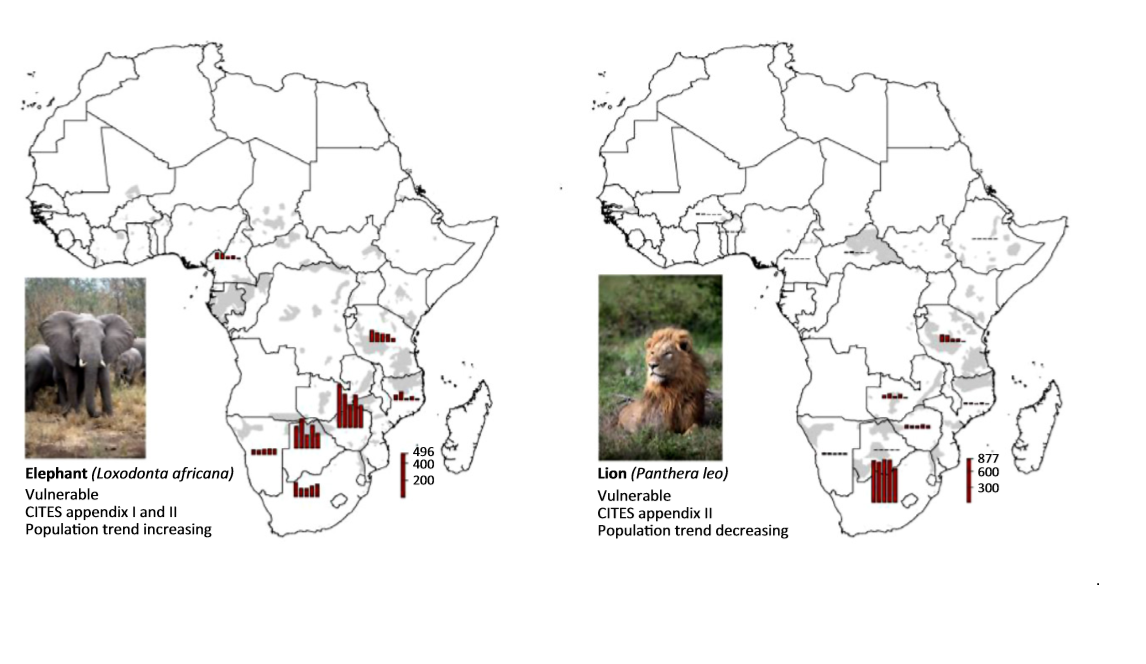 496
400
200
Elephant (Loxodonta africana)
Vulnerable
CITES appendix I and II
Population trend increasing
877
600
300
Lion (Panthera leo)
Vulnerable
CITES appendix II
Population trend decreasing